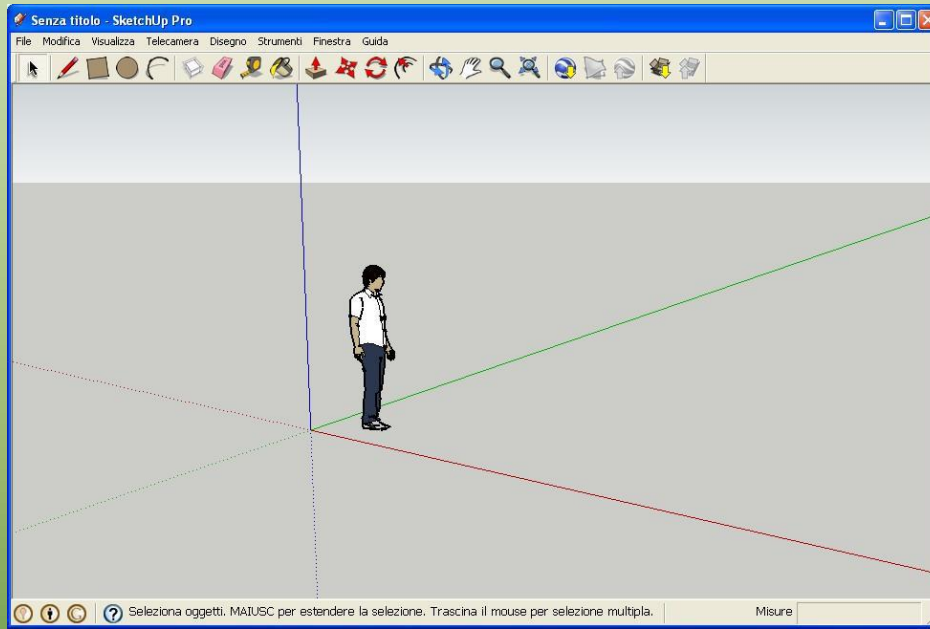 Senza titolo - SketchUp Pro
File Modifica Visualizza Telecamera Disegno Strumenti Finestra Guida
Seleziona oggetti. MAIUSC per estendere la selezione. Trascina il mouse per selezione multipla. Misure